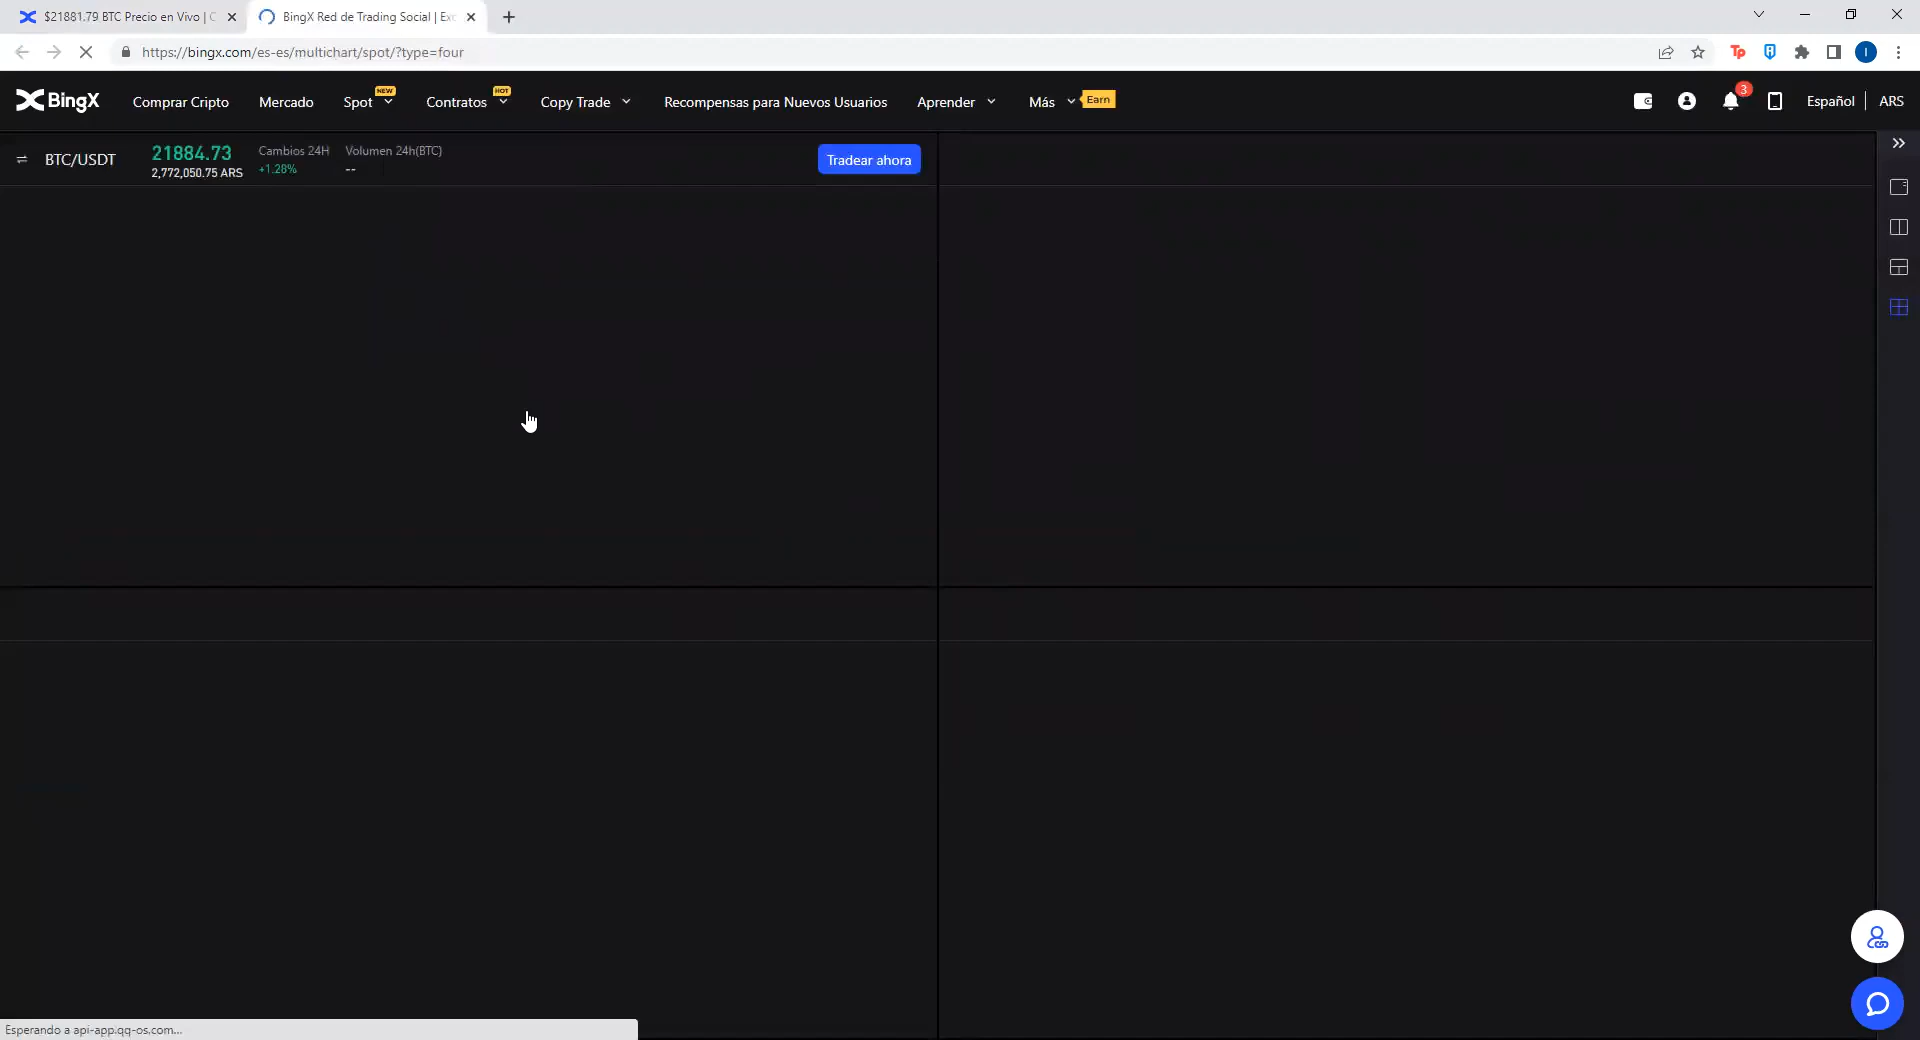 $21881.79 BTC Precio en Vivo | C
BingX Red de Trading Social | Exc
https://bingx.com/es-es/multichart/spot/?type=four
Tp
I
BingX
Comprar Cripto
Mercado
Spot
NEW
Contratos
HOT
Copy Trade
Recompensas para Nuevos Usuarios
Aprender
Más
Earn
3
Español
ARS
BTC/USDT
21884.73
2,772,050.75 ARS
Cambios 24H
+1.28%
Volumen 24h(BTC)
--
Tradear ahora
Esperando a api-app.qq-os.com...